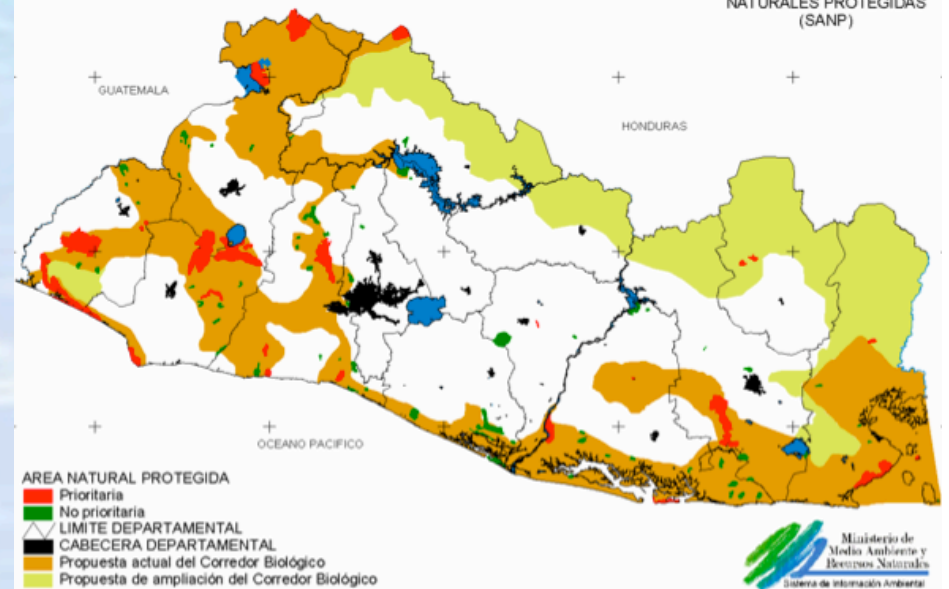 NATURALES PROTEGIDAS
(SANP)
GUATEMALA
HONDURAS
OCEANO PACIFICO
AREA NATURAL PROTEGIDA
Prioritaria
No prioritaria
LIMITE DEPARTAMENTAL
CABECERA DEPARTAMENTAL
Propuesta actual del Corredor Biológico
Propuesta de ampliación del Corredor Biológico
Ministerio de
Medio Ambiente y
Recursos Naturales
Sistema de Información Ambiental